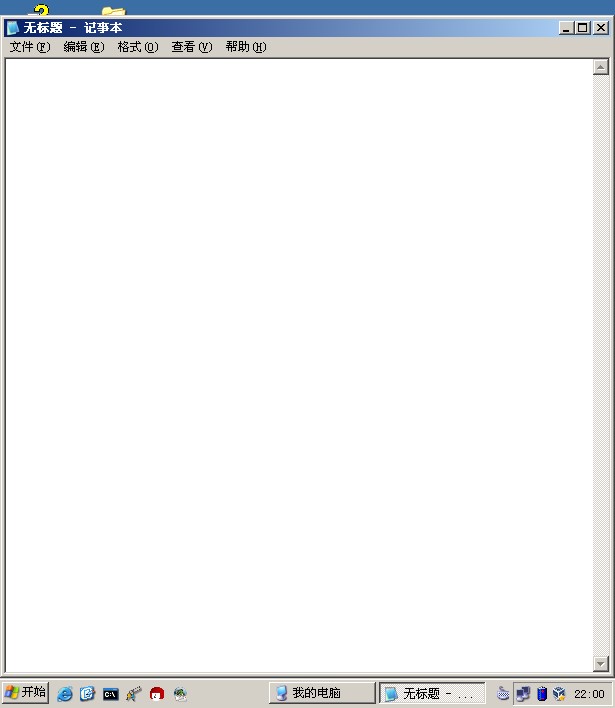 无标题 - 记事本
文件(F) 编辑(E) 格式(O) 查看(V) 帮助(H)
开始 C:\ 我的电脑 无标题 - ... 22:00